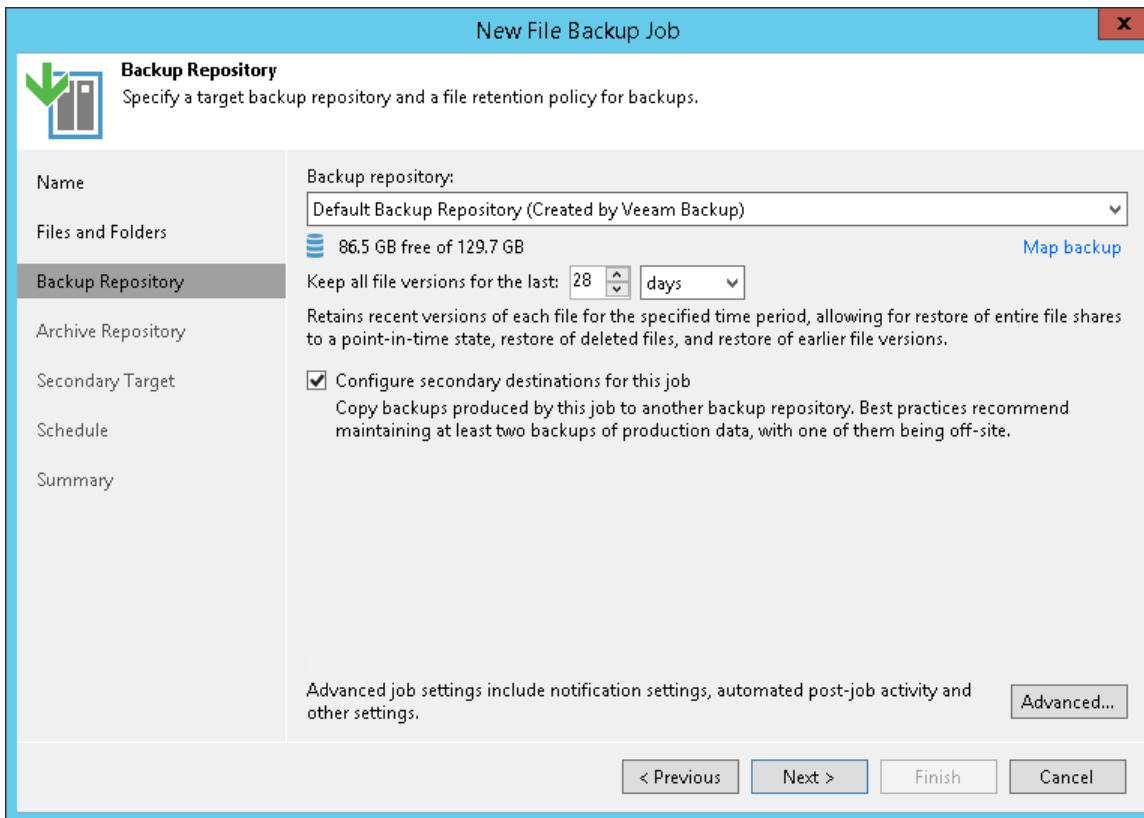 New File Backup Job
x
Backup Repository
Specify a target backup repository and a file retention policy for backups.
Name
Files and Folders
Backup Repository
Archive Repository
Secondary Target
Schedule
Summary
Backup repository:
Default Backup Repository (Created by Veeam Backup)
86.5 GB free of 129.7 GB
Map backup
Keep all file versions for the last: 28 days
Retains recent versions of each file for the specified time period, allowing for restore of entire file shares
to a point-in-time state, restore of deleted files, and restore of earlier file versions.
Configure secondary destinations for this job
Copy backups produced by this job to another backup repository. Best practices recommend
maintaining at least two backups of production data, with one of them being off-site.
Advanced job settings include notification settings, automated post-job activity and
other settings.
Advanced...
< Previous
Next >
Finish
Cancel